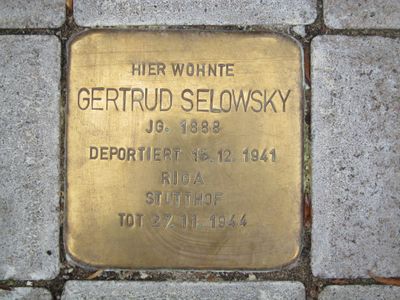 HIER WOHNTE
GERTRUD SELOWSKY
JG. 1888
DEPORTIERT 15.12.1941
RIGA
STUTTHOF
TOT 27.11.1944